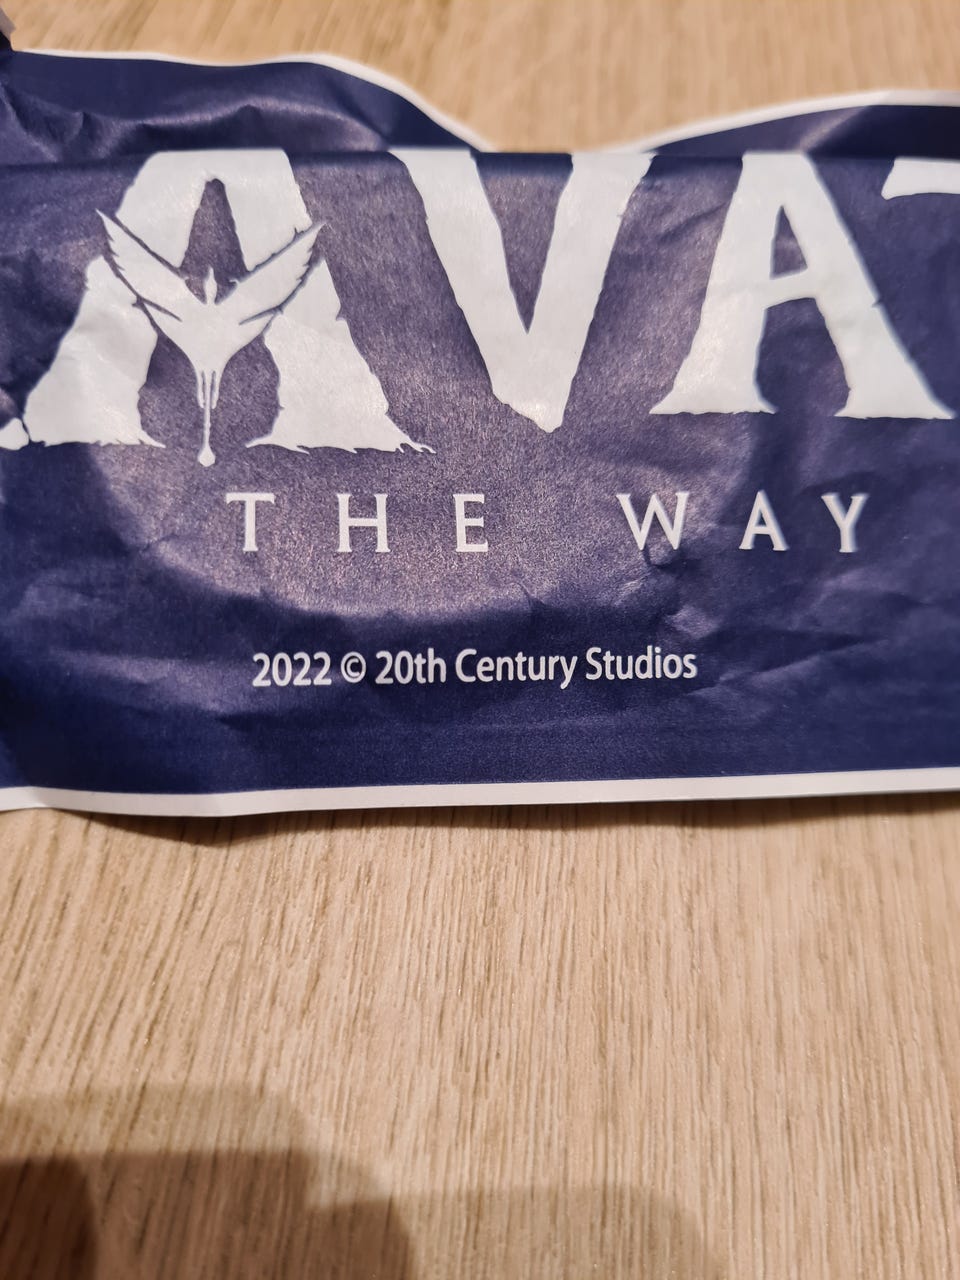 AVAT
THE WAY
2022 © 20th Century Studios